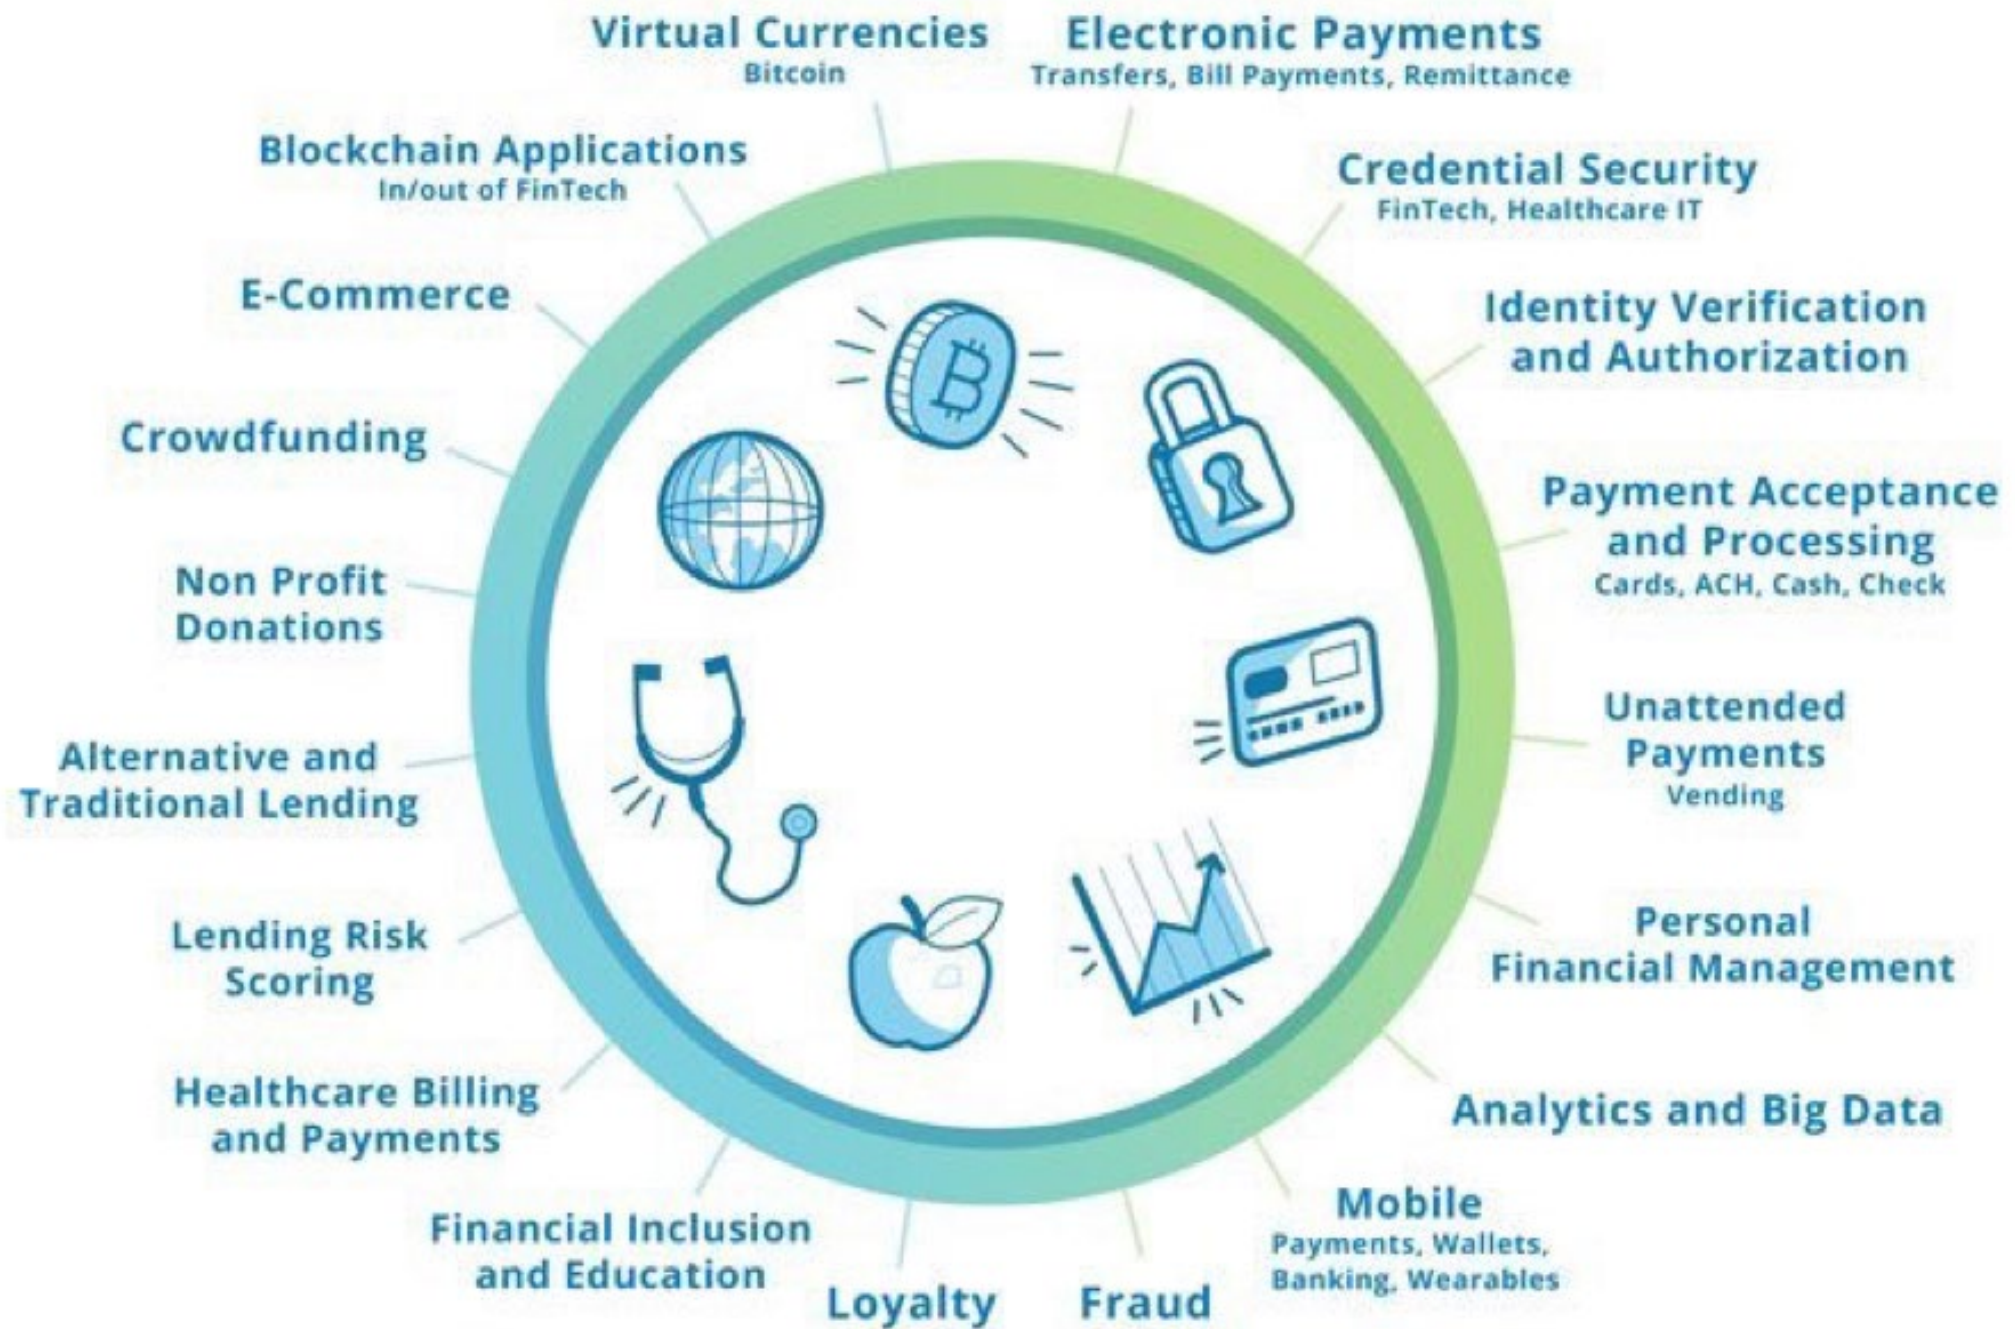 Virtual Currencies
Bitcoin
Electronic Payments
Transfers, Bill Payments, Remittance
Credential Security
FinTech, Healthcare IT
Identity Verification
and Authorization
Payment Acceptance
and Processing
Cards, ACH, Cash, Check
Unattended
Payments
Vending
Personal
Financial Management
Analytics and Big Data
Mobile
Payments, Wallets,
Banking, Wearables
Fraud
Loyalty
Financial Inclusion
and Education
Healthcare Billing
and Payments
Lending Risk
Scoring
Alternative and
Traditional Lending
Non Profit
Donations
Crowdfunding
E-Commerce
Blockchain Applications
In/out of FinTech